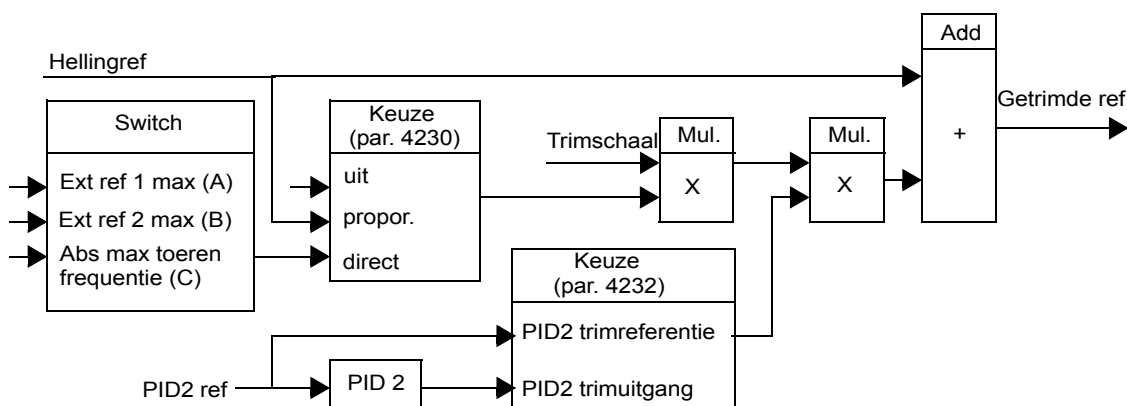 Add
Hellingref
Getrimde ref
Switch
Keuze
(par. 4230)
Trimschaal
Mul.
Mul.
+
Ext ref 1 max (A)
uit
X
X
Ext ref 2 max (B)
propor.
Abs max toeren
frequentie (C)
direct
Keuze
(par. 4232)
PID2 trimreferentie
PID2 ref
PID 2
PID2 trimuitgang